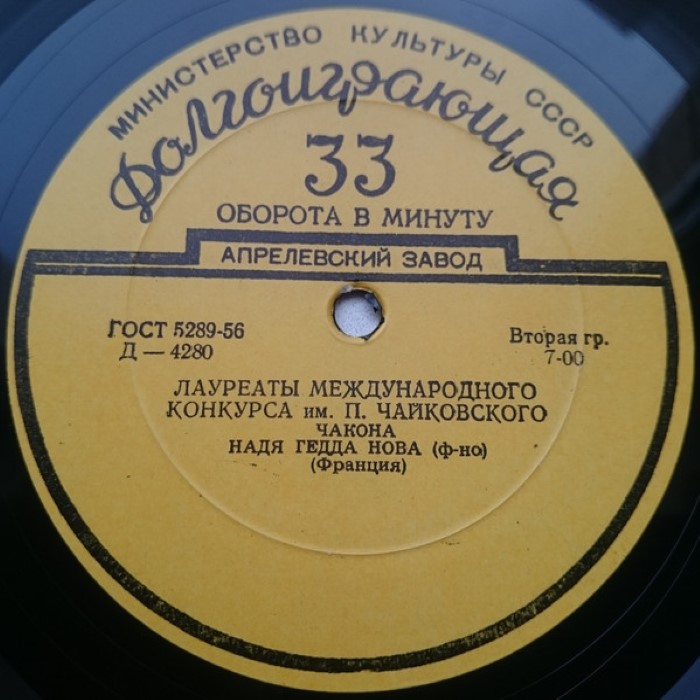 МИНИСТЕРСТВО КУЛЬТУРЫ СССР
Долгоиграющая
33
ОБОРОТА В МИНУТУ
АПРЕЛЕВСКИЙ ЗАВОД
ГОСТ 5289-56
Д — 4280
Вторая гр.
7-00
ЛАУРЕАТЫ МЕЖДУНАРОДНОГО
КОНКУРСА им. П. ЧАЙКОВСКОГО
ЧАКОНА
НАДЯ ГЕДДА НОВА (ф-но)
(Франция)